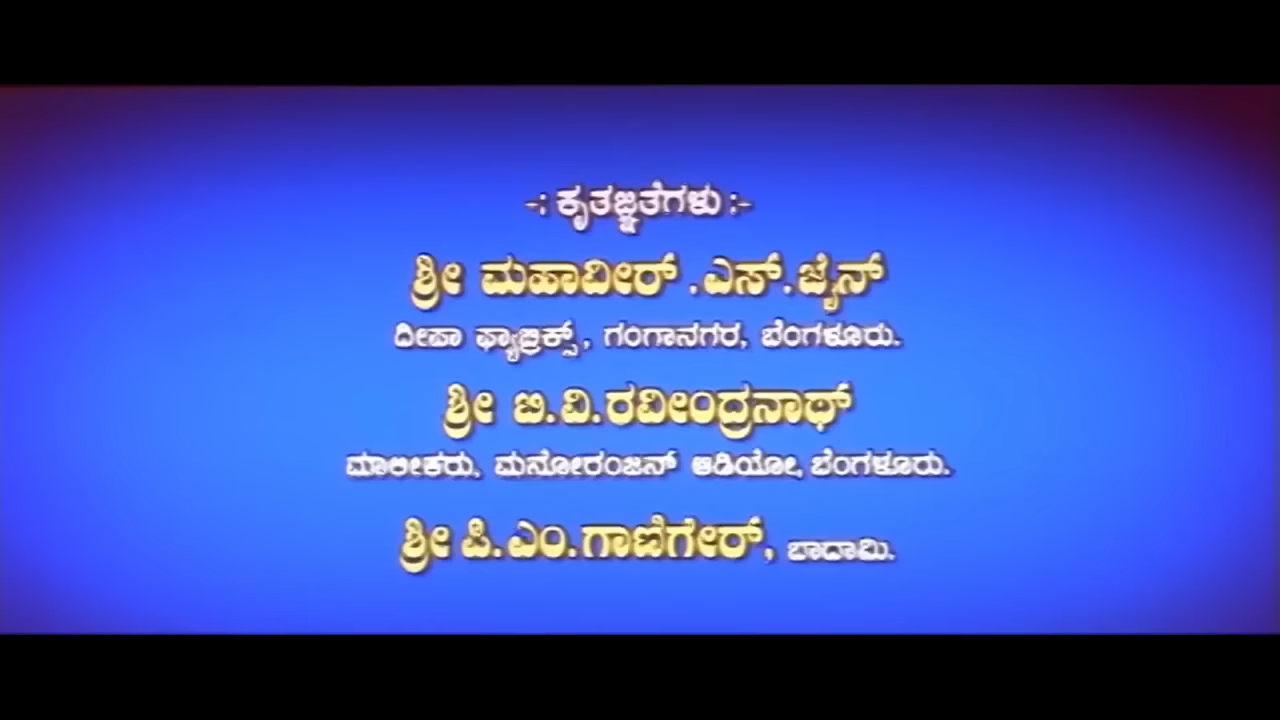 -: ಕೃತಜ್ಞತೆಗಳು :-
ಶ್ರೀ ಮಹಾವೀರ್ .ಎಸ್.ಜೈನ್
ದೀಪಾ ಫ್ಯಾಬ್ರಿಕ್ಸ್, ಗಂಗಾನಗರ, ಬೆಂಗಳೂರು.
ಶ್ರೀ ಬಿ.ವಿ.ರವೀಂದ್ರನಾಥ್
ಮಾಲೀಕರು, ಮನೋರಂಜನ್ ಆಡಿಯೋ, ಬೆಂಗಳೂರು.
ಶ್ರೀ ಪಿ.ಎಂ.ಗಾಣಿಗೇರ್, ಬಾದಾಮಿ.